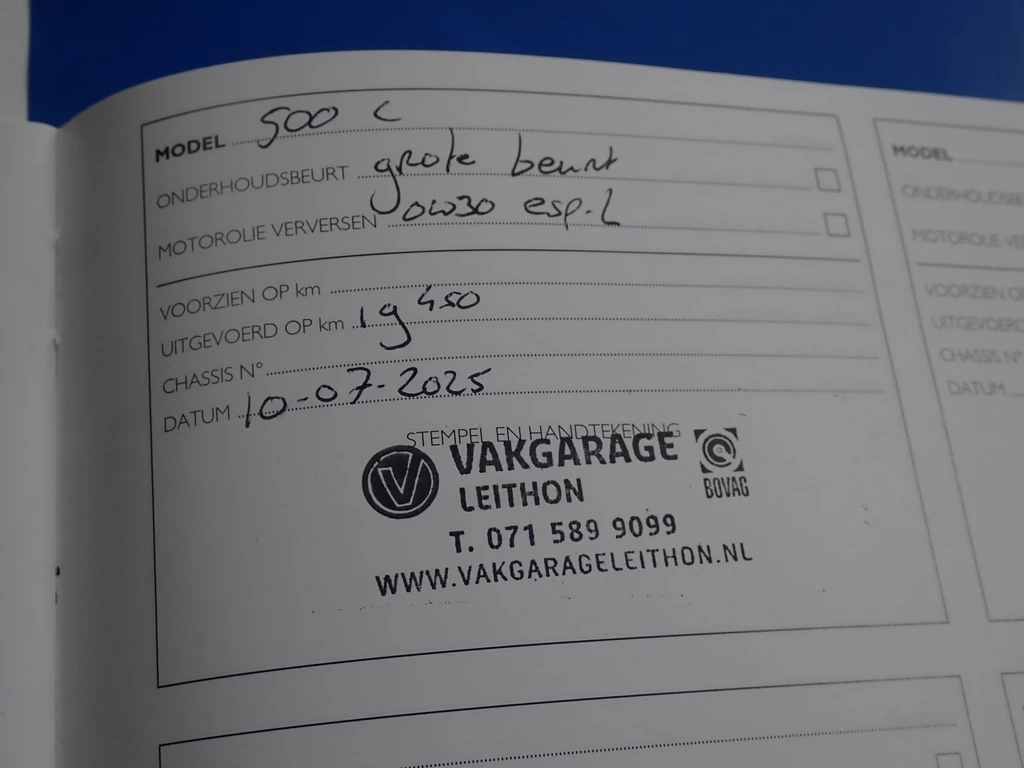 MODEL 500 C
ONDERHOUDSBEURT grote beurt
MOTOROLIE VERVERSEN 0W30 esp.L
VOORZIEN OP km
UITGEVOERD OP km 19450
CHASSIS N°
DATUM 10-07-2025
STEMPEL EN HANDTEKENING
VAKGARAGE
LEITHON
BOVAG
T. 071 589 9099
WWW.VAKGARAGELEITHON.NL
MODEL
ONDERHOUDSBE
MOTOROLIE VE
VOORZIEN OP
UITGEVOERD
CHASSIS N°
DATUM